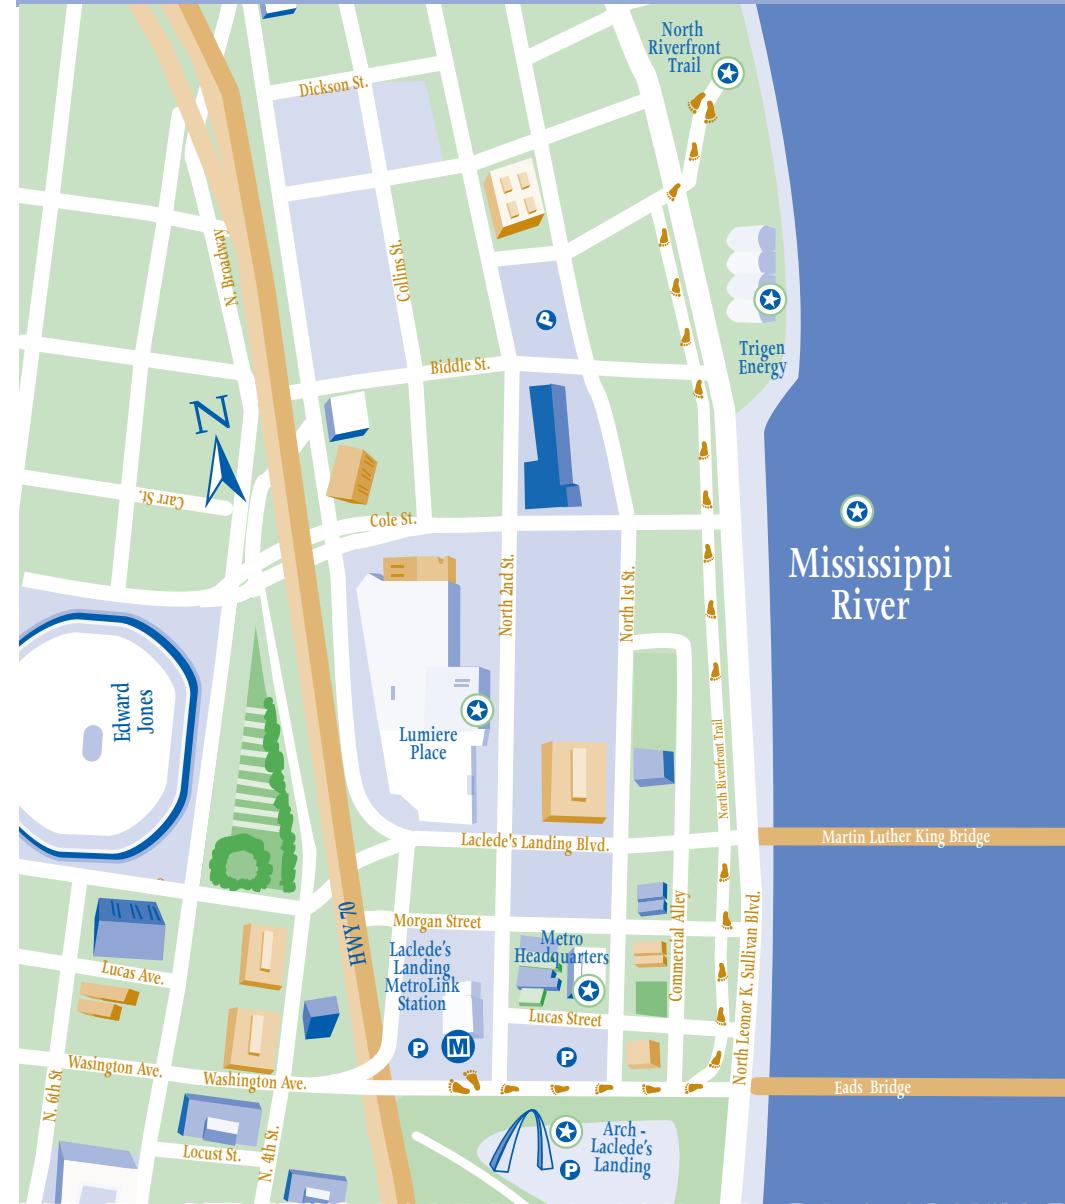 North
Riverfront
Trail
Dickson St.
N. Broadway
Collins St.
P
Trigen
Energy
Biddle St.
N
Carr St.
Cole St.
Mississippi
River
North 2nd St.
North 1st St.
Edward
Jones
Lumiere
Place
North Riverfront Trail
Laclede's Landing Blvd.
Martin Luther King Bridge
HWY 70
Morgan Street
Laclede's
Landing
MetroLink
Station
Metro
Headquarters
Commercial Alley
North Leonor K. Sullivan Blvd.
Lucas Ave.
Lucas Street
P
M
P
Wasington Ave.
Washington Ave.
Eads Bridge
N. 6th St.
N. 4th St.
Locust St.
Arch -
Laclede's
Landing
P